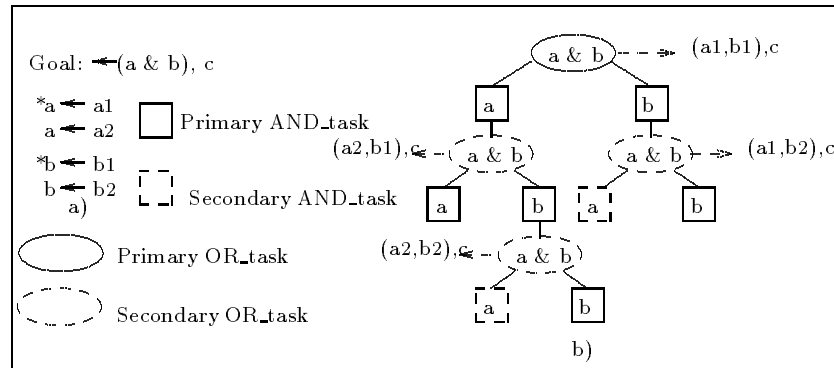 Goal: ←(a & b), c
*a ← a1
a ← a2
*b ← b1
b ← b2
a)
Primary AND_task
Secondary AND_task
Primary OR_task
Secondary OR_task
a & b
(a1,b1),c
a
b
(a2,b1),c
a & b
a & b
(a1,b2),c
a
b
a
b
(a2,b2),c
a & b
a
b
b)